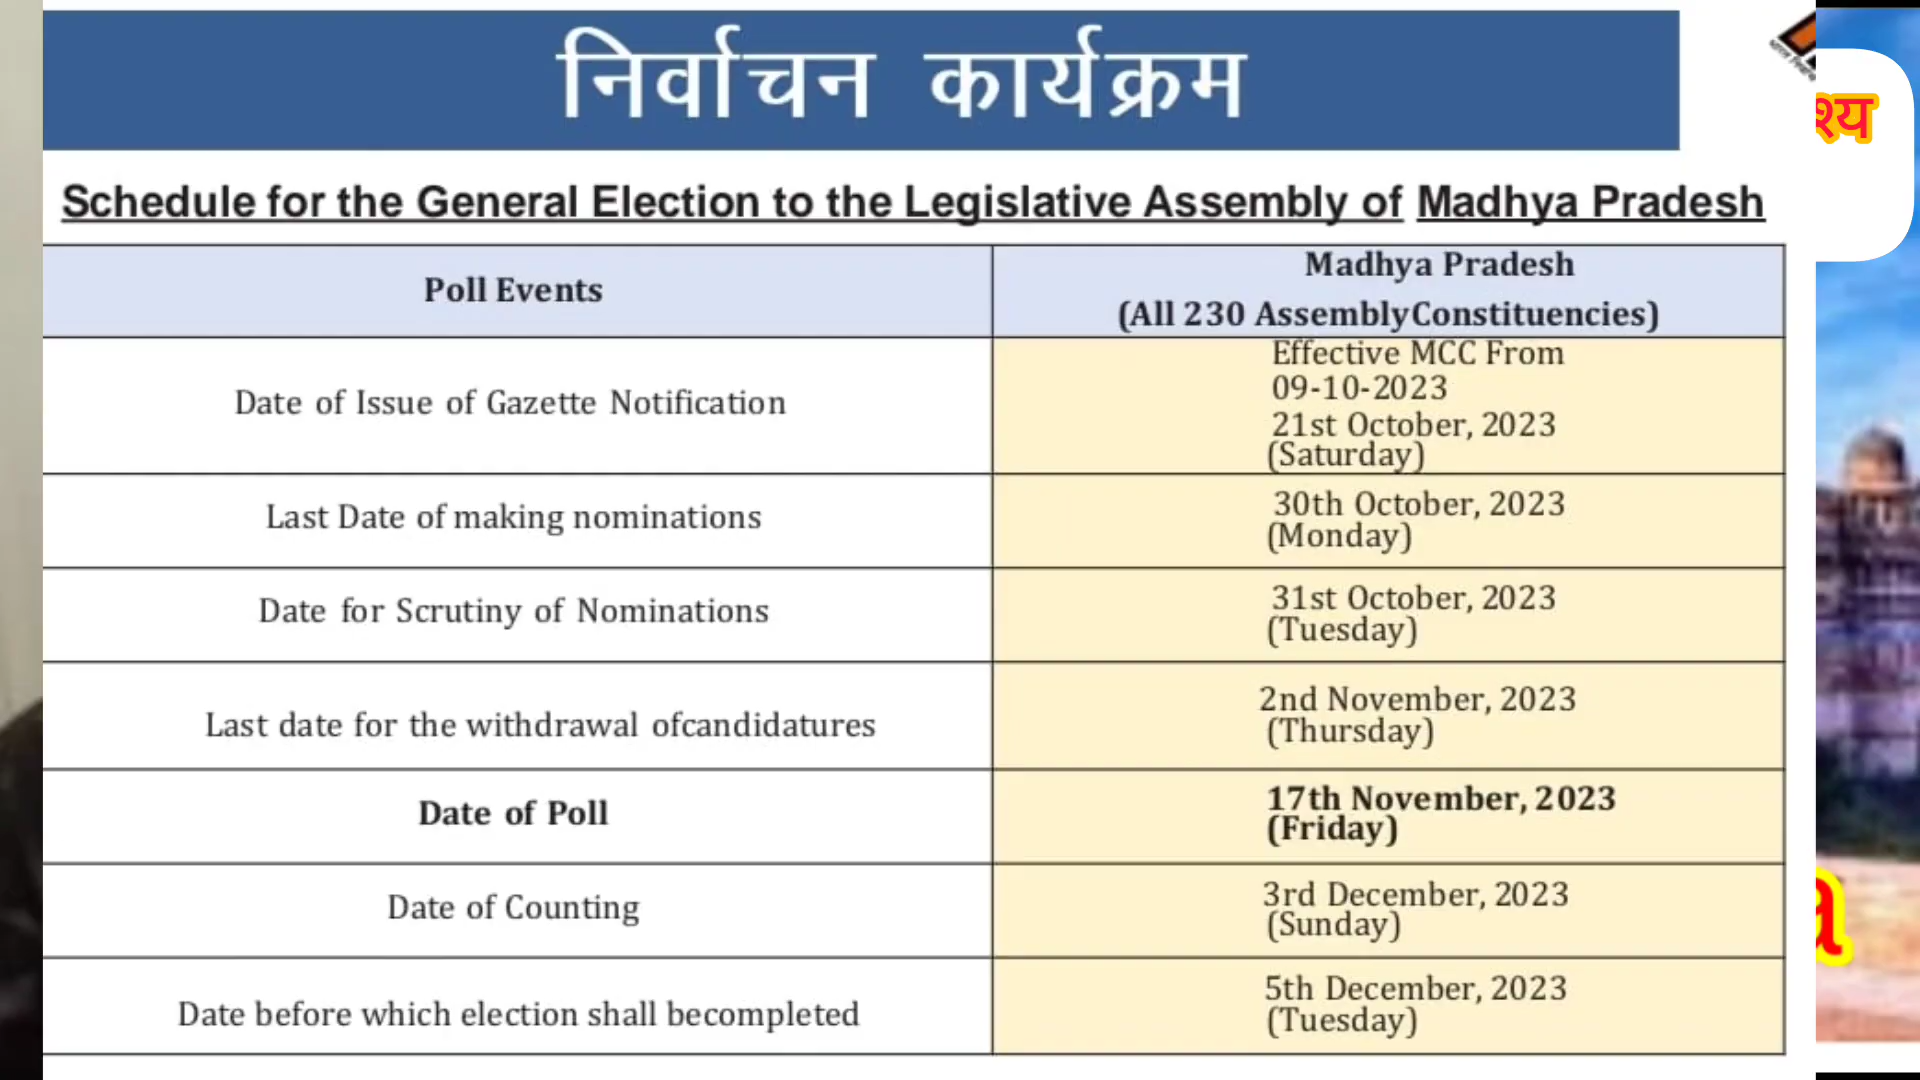 निर्वाचन कार्यक्रम
श्य
Schedule for the General Election to the Legislative Assembly of Madhya Pradesh
Poll Events
Madhya Pradesh
(All 230 AssemblyConstituencies)
Date of Issue of Gazette Notification
Effective MCC From
09-10-2023
21st October, 2023
(Saturday)
Last Date of making nominations
30th October, 2023
(Monday)
Date for Scrutiny of Nominations
31st October, 2023
(Tuesday)
Last date for the withdrawal ofcandidatures
2nd November, 2023
(Thursday)
Date of Poll
17th November, 2023
(Friday)
Date of Counting
3rd December, 2023
(Sunday)
Date before which election shall becompleted
5th December, 2023
(Tuesday)